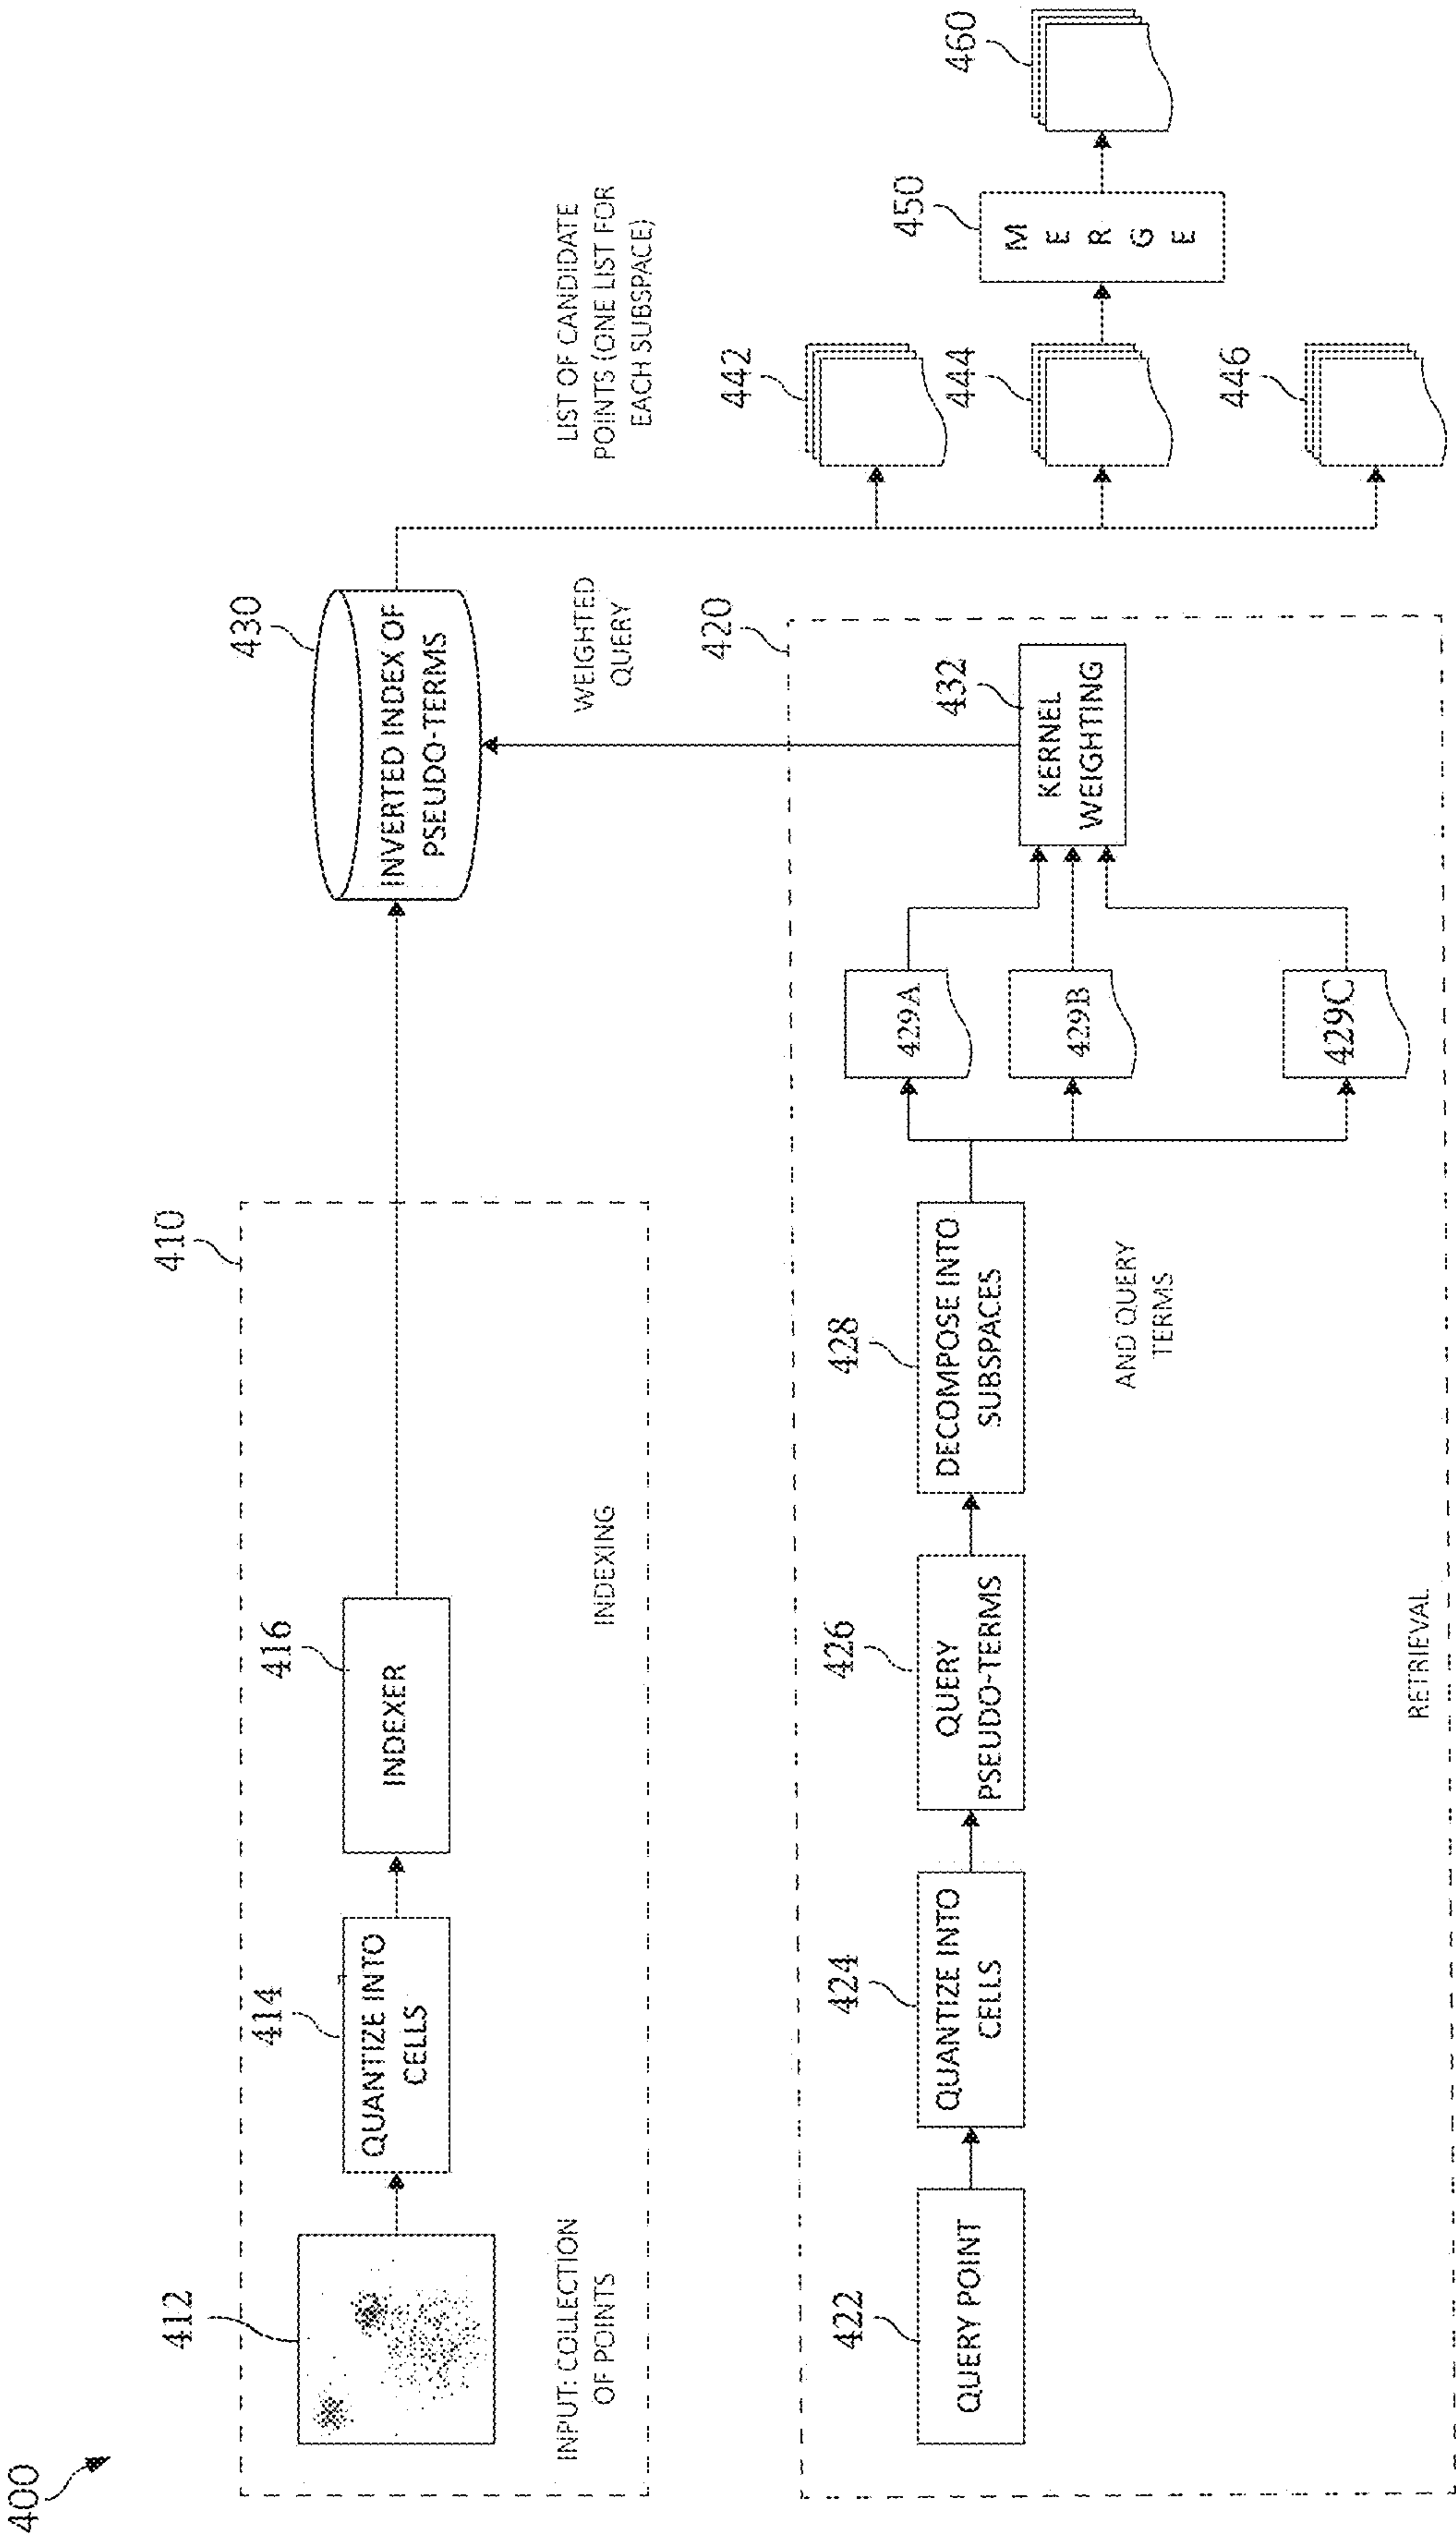 400
410
412
INPUT: COLLECTION
OF POINTS
414
QUANTIZE INTO
CELLS
416
INDEXER
INDEXING
430
INVERTED INDEX OF
PSEUDO-TERMS
WEIGHTED
QUERY
LIST OF CANDIDATE
POINTS (ONE LIST FOR
EACH SUBSPACE)
420
422
QUERY POINT
424
QUANTIZE INTO
CELLS
426
QUERY
PSEUDO-TERMS
428
DECOMPOSE INTO
SUBSPACES
AND QUERY
TERMS
429A
429B
429C
432
KERNEL
WEIGHTING
RETRIEVAL
442
444
446
450
M
E
R
G
E
460